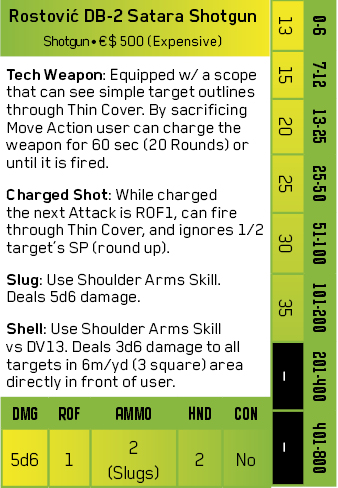 Rostović DB-2 Satara Shotgun
Shotgun • €$ 500 (Expensive)
Tech Weapon: Equipped w/ a scope
that can see simple target outlines
through Thin Cover. By sacrificing
Move Action user can charge the
weapon for 60 sec (20 Rounds) or
until it is fired.
Charged Shot: While charged
the next Attack is ROF1, can fire
through Thin Cover, and ignores 1/2
target's SP (round up).
Slug: Use Shoulder Arms Skill.
Deals 5d6 damage.
Shell: Use Shoulder Arms Skill
vs DV13. Deals 3d6 damage to all
targets in 6m/yd (3 square) area
directly in front of user.
DMG ROF AMMO HND CON
5d6 1 2 2 No
(Slugs)
13 0-6
15 7-12
20 13-25
25 25-50
30 51-100
35 101-200
- 201-400
- 401-800